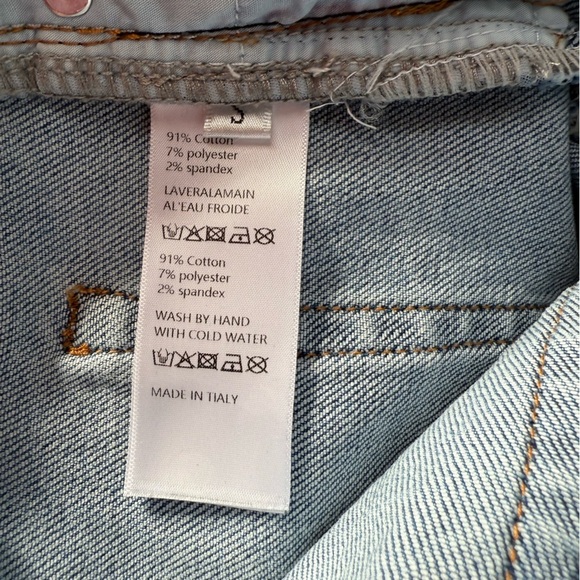 S
91% Cotton
7% polyester
2% spandex
LAVERALAMAIN
AL'EAU FROIDE
91% Cotton
7% polyester
2% spandex
WASH BY HAND
WITH COLD WATER
MADE IN TIALY